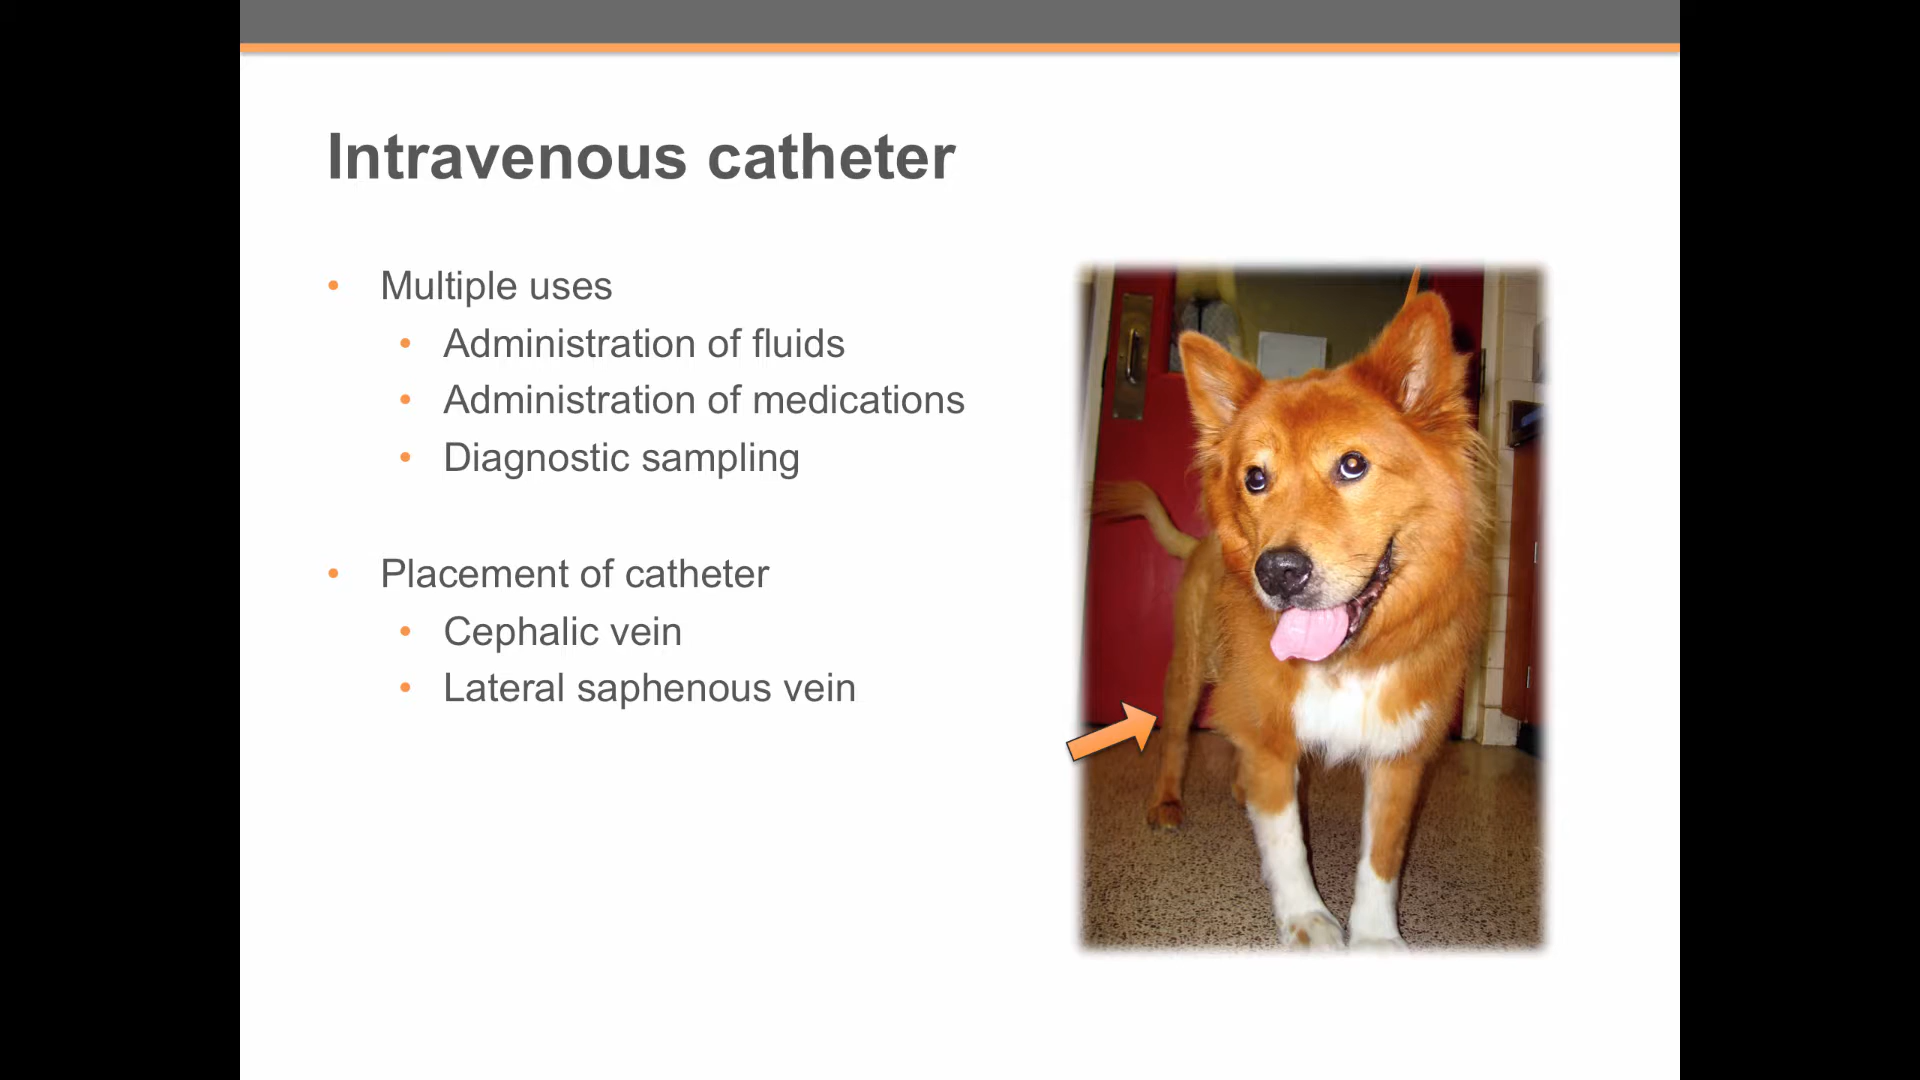 Intravenous catheter
• Multiple uses
• Administration of fluids
• Administration of medications
• Diagnostic sampling
• Placement of catheter
• Cephalic vein
• Lateral saphenous vein